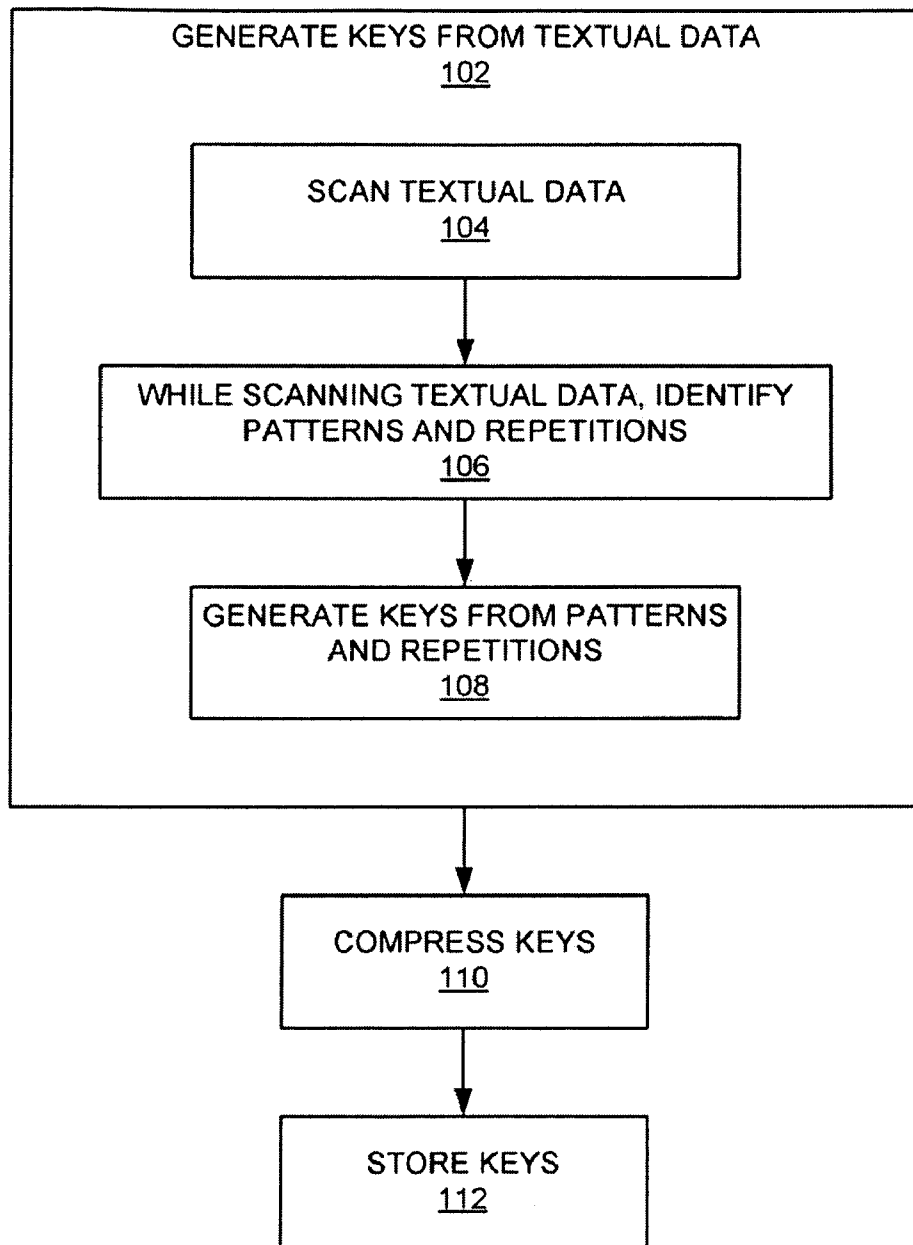 GENERATE KEYS FROM TEXTUAL DATA
102
SCAN TEXTUAL DATA
104
WHILE SCANNING TEXTUAL DATA, IDENTIFY
PATTERNS AND REPETITIONS
106
GENERATE KEYS FROM PATTERNS
AND REPETITIONS
108
COMPRESS KEYS
110
STORE KEYS
112